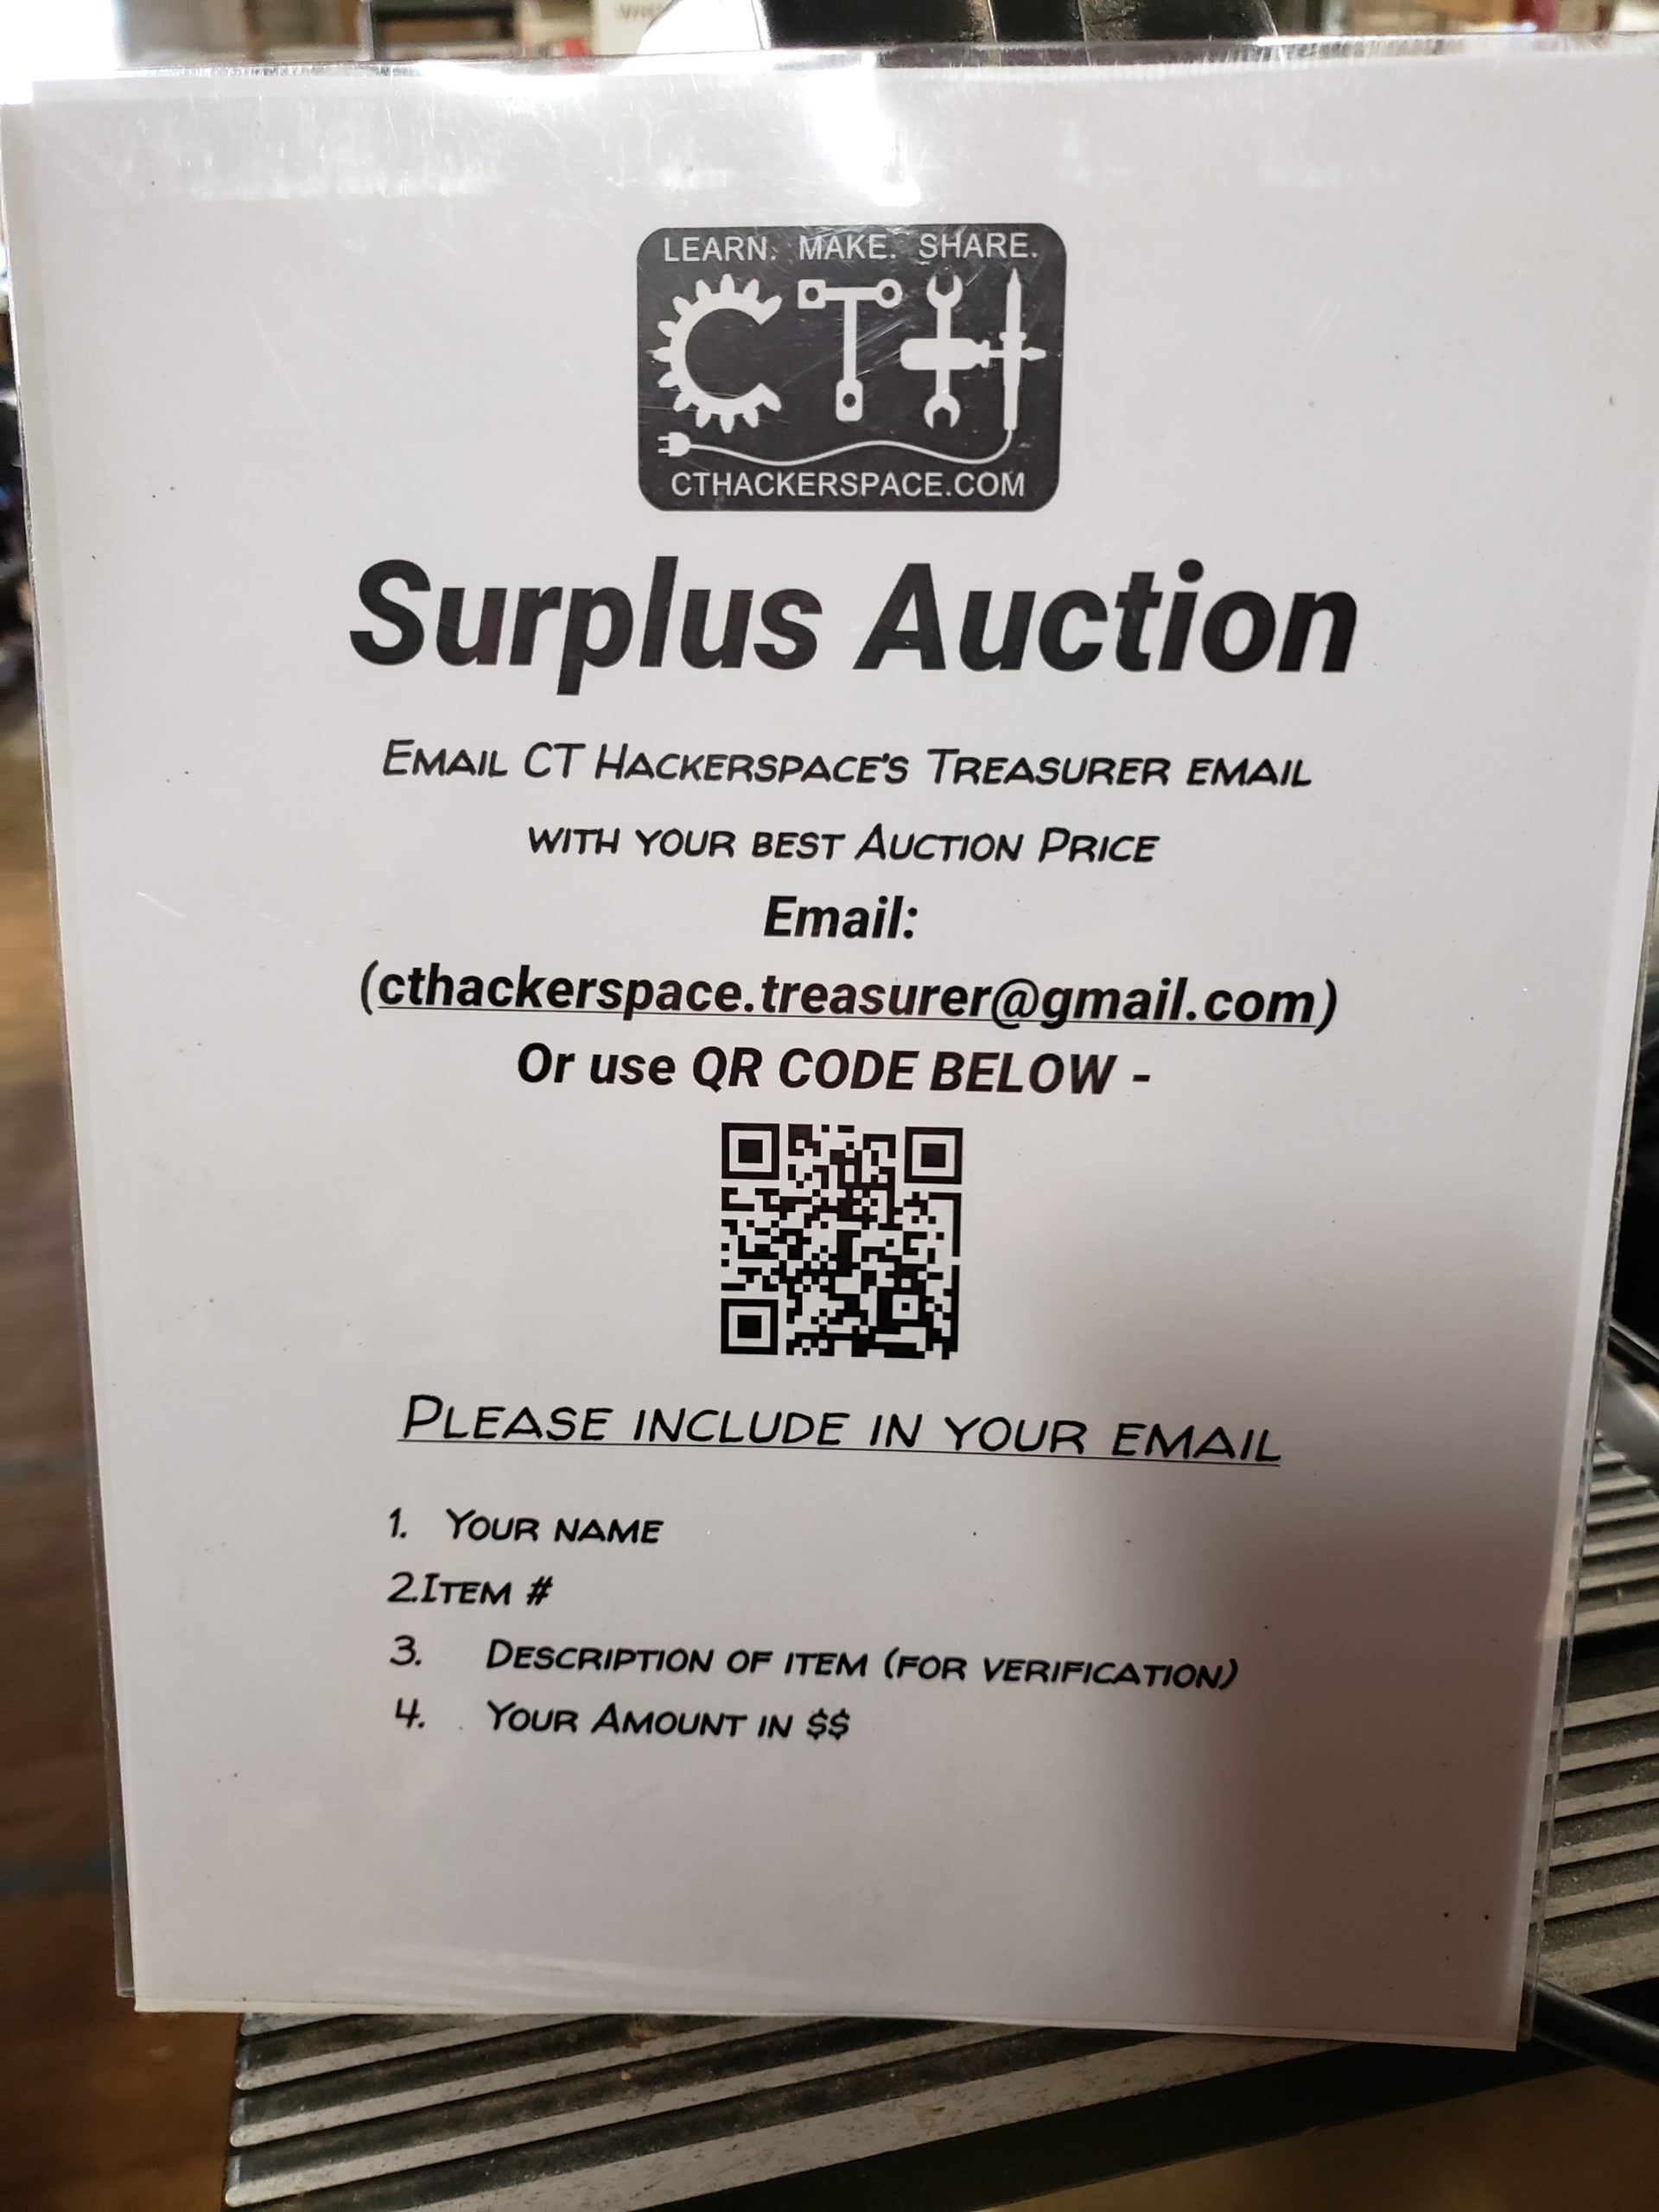 LEARN. MAKE. SHARE.
CTH
CTHACKERSPACE.COM
Surplus Auction
EMAIL CT HACKERSPACE'S TREASURER EMAIL
WITH YOUR BEST AUCTION PRICE
Email:
(cthackerspace.treasurer@gmail.com)
Or use QR CODE BELOW -
PLEASE INCLUDE IN YOUR EMAIL
1. YOUR NAME
2.ITEM #
3. DESCRIPTION OF ITEM (FOR VERIFICATION)
4. YOUR AMOUNT IN $$